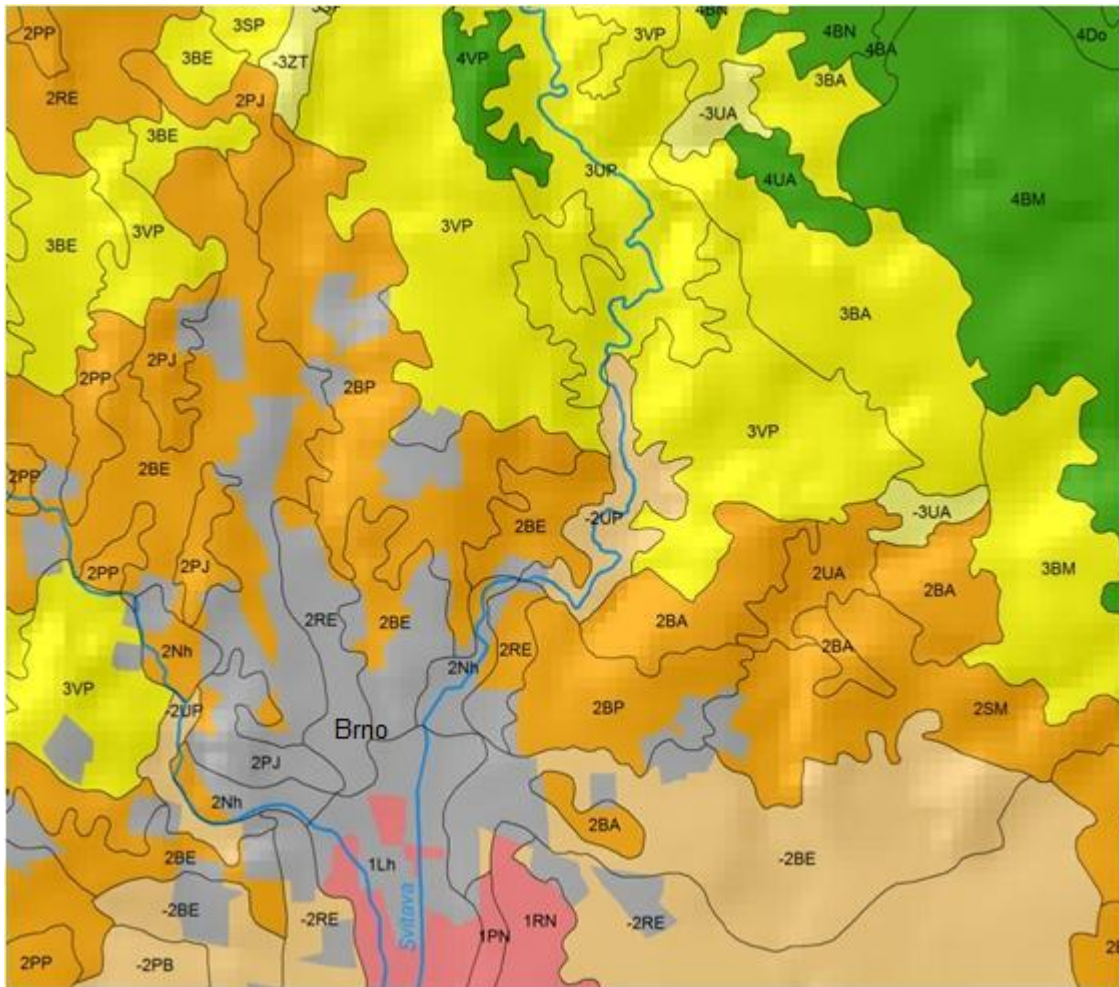 3SP
4BN
2PP
3SP
3VP
4BN
4Do
3BE
-3ZT
4VP
4BA
3BA
2RE
2PJ
-3UA
3BE
3UP
4UA
4BM
3BE
3VP
3VP
3BA
2PP
2PJ
2BP
3VP
2PP
2BE
2BE
-2UP
-3UA
2PP
2PJ
2UA
3BM
2BA
2RE
2BE
2BA
2Nh
2RE
2BA
2Nh
3VP
-2UP
2BP
2SM
Brno
2PJ
2Nh
2BA
2BE
1Lh
-2BE
-2BE
-2RE
Svitava
1PN
1RN
-2RE
2PP
-2PB